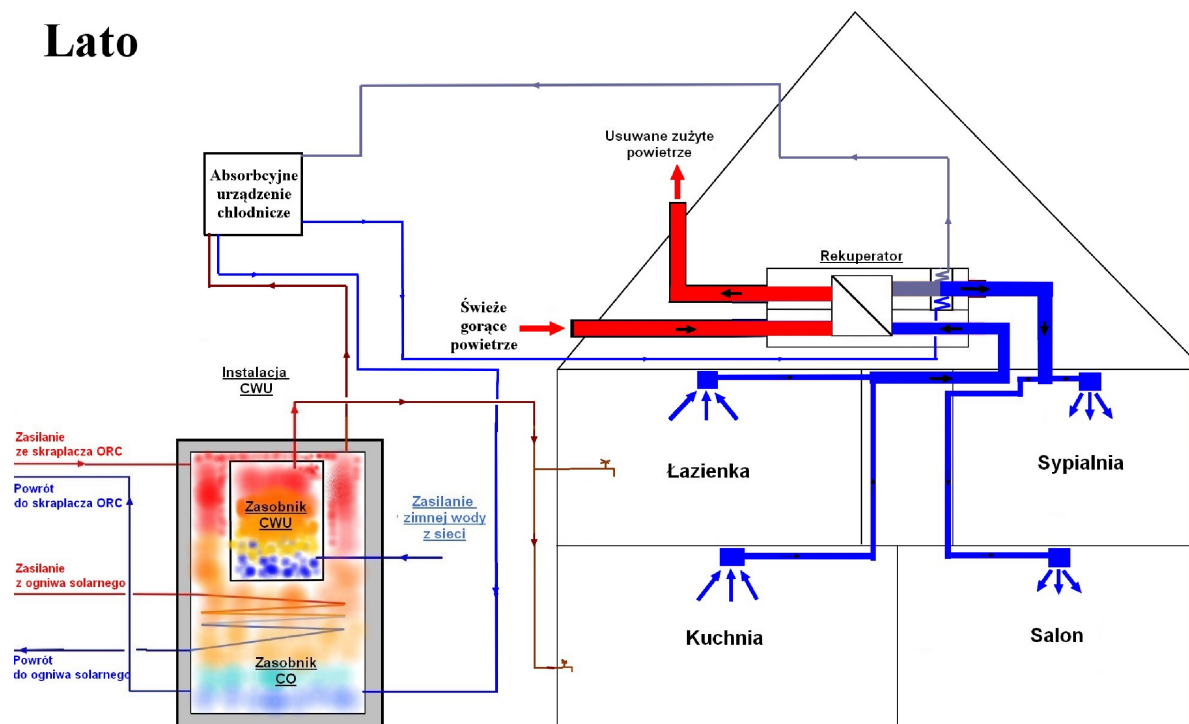 Lato
Usuwane zużyte
powietrze
Absorbcyjne
urządzenie
chłodnicze
Rekuperator
Świeże
gorące
powietrze
Instalacja
CWU
Zasilanie
ze skraplacza ORC
Powrót
do skraplacza ORC
Zasobnik
CWU
Zasilanie
zimnej wody
z sieci
Łazienka
Sypialnia
Zasilanie
z ogniwa solarnego
Powrót
do ogniwa solarnego
Zasobnik
CO
Kuchnia
Salon